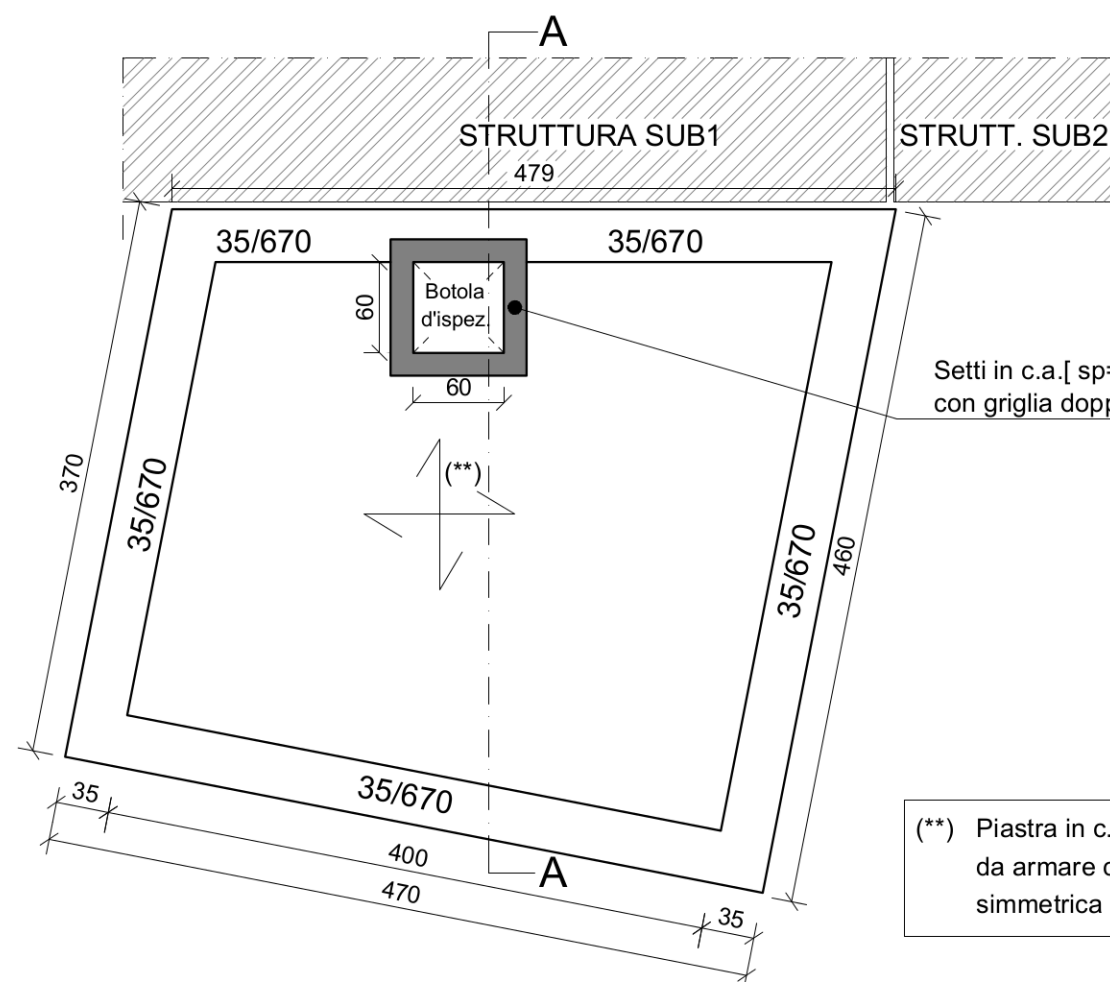 A
STRUTTURA SUB1
STRUTT. SUB2
479
35/670
35/670
Botola
d'ispez.
60
60
Setti in c.a.[ sp=
con griglia dopp
(**)
370
35/670
35/670
460
35/670
35
400
470
35
A
(**) Piastra in c.
da armare c
simmetrica